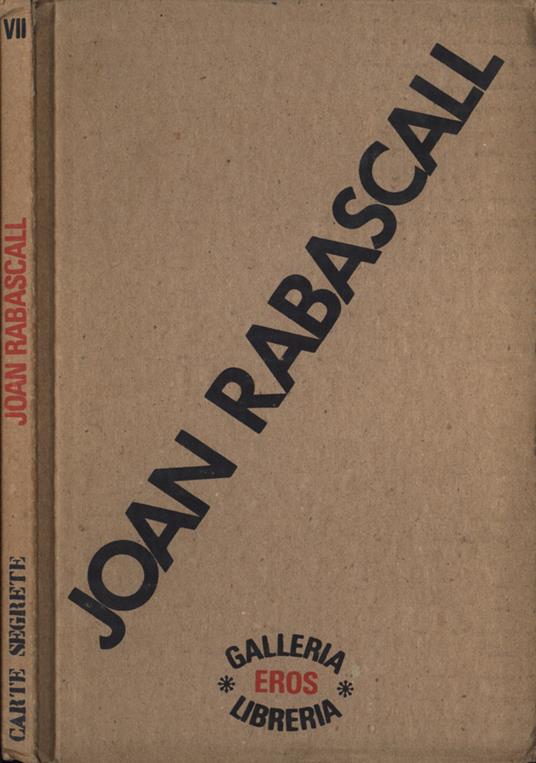 VII
JOAN RABASCALL
CARTE SEGRETE
JOAN RABASCALL
GALLERIA
* EROS *
LIBRERIA